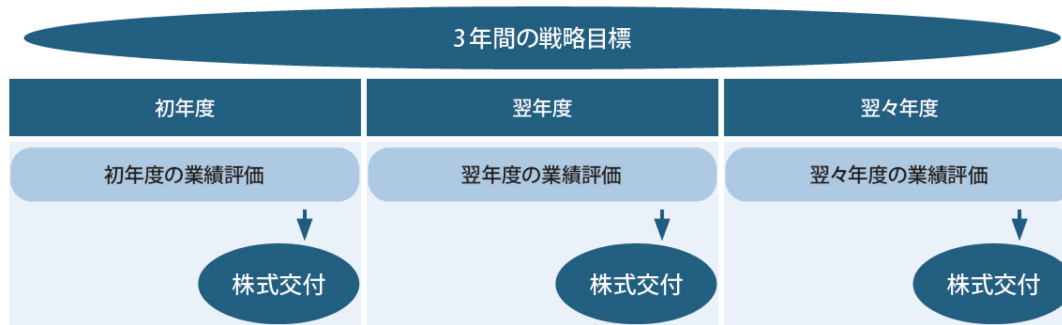 3年間の戦略目標
初年度
翌年度
翌々年度
初年度の業績評価
翌年度の業績評価
翌々年度の業績評価
株式交付
株式交付
株式交付